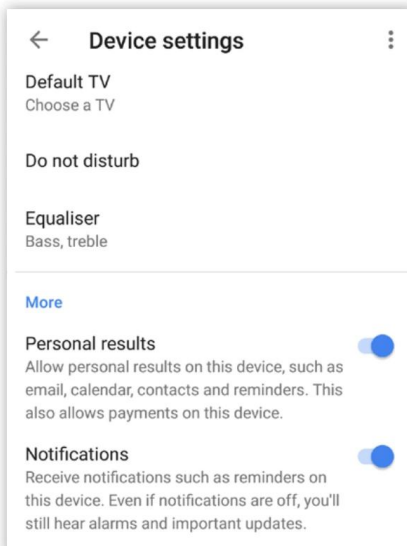 Device settings
Default TV
Choose a TV
Do not disturb
Equaliser
Bass, treble
More
Personal results
Allow personal results on this device, such as
email, calendar, contacts and reminders. This
also allows payments on this device.
Notifications
Receive notifications such as reminders on
this device. Even if notifications are off, you'll
still hear alarms and important updates.